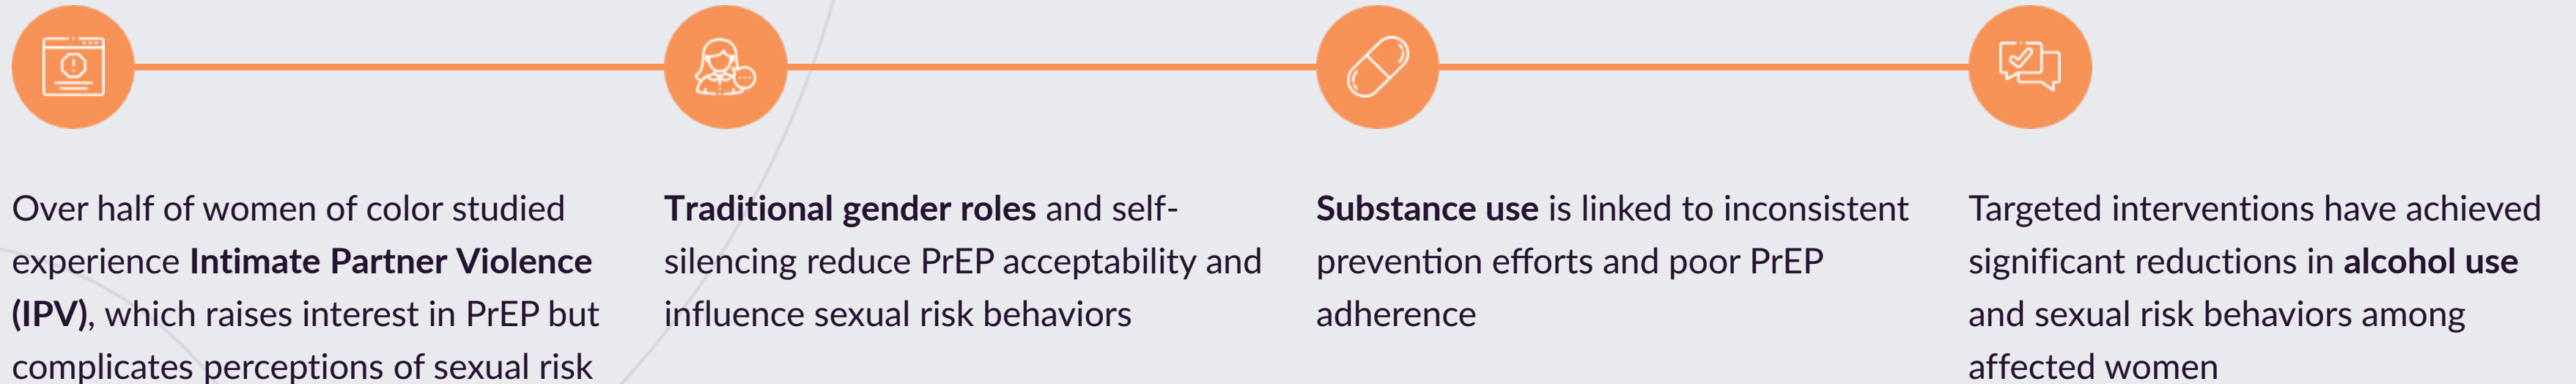 Over half of women of color studied
experience Intimate Partner Violence
(IPV), which raises interest in PrEP but
complicates perceptions of sexual risk
Traditional gender roles and self-
silencing reduce PrEP acceptability and
influence sexual risk behaviors
Substance use is linked to inconsistent
prevention efforts and poor PrEP
adherence
Targeted interventions have achieved
significant reductions in alcohol use
and sexual risk behaviors among
affected women